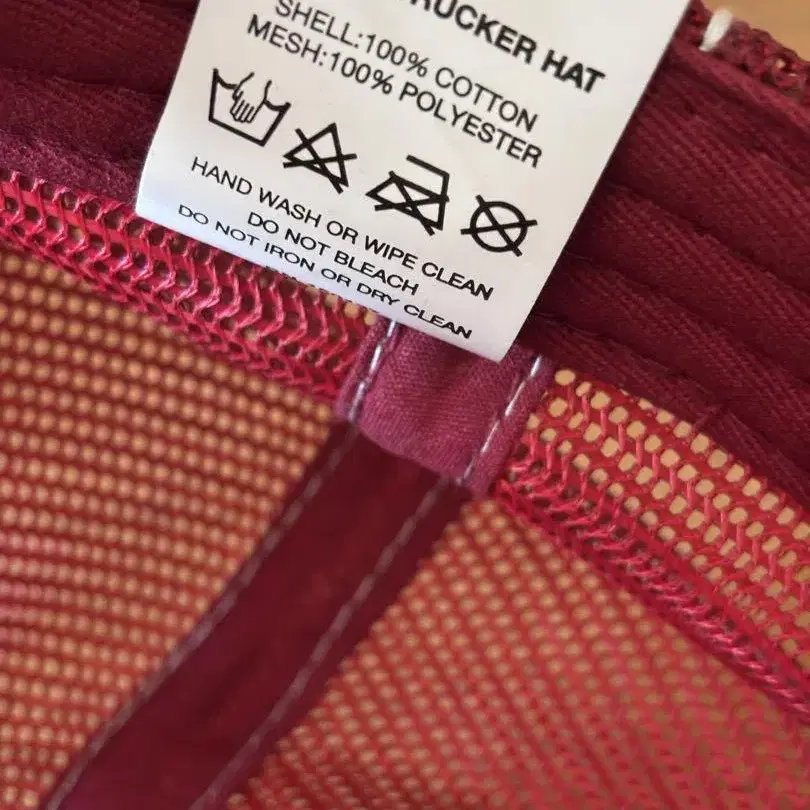 TRUCKER HAT
SHELL:100% COTTON
MESH:100% POLYESTER
HAND WASH OR WIPE CLEAN
DO NOT BLEACH
DO NOT IRON OR DRY CLEAN